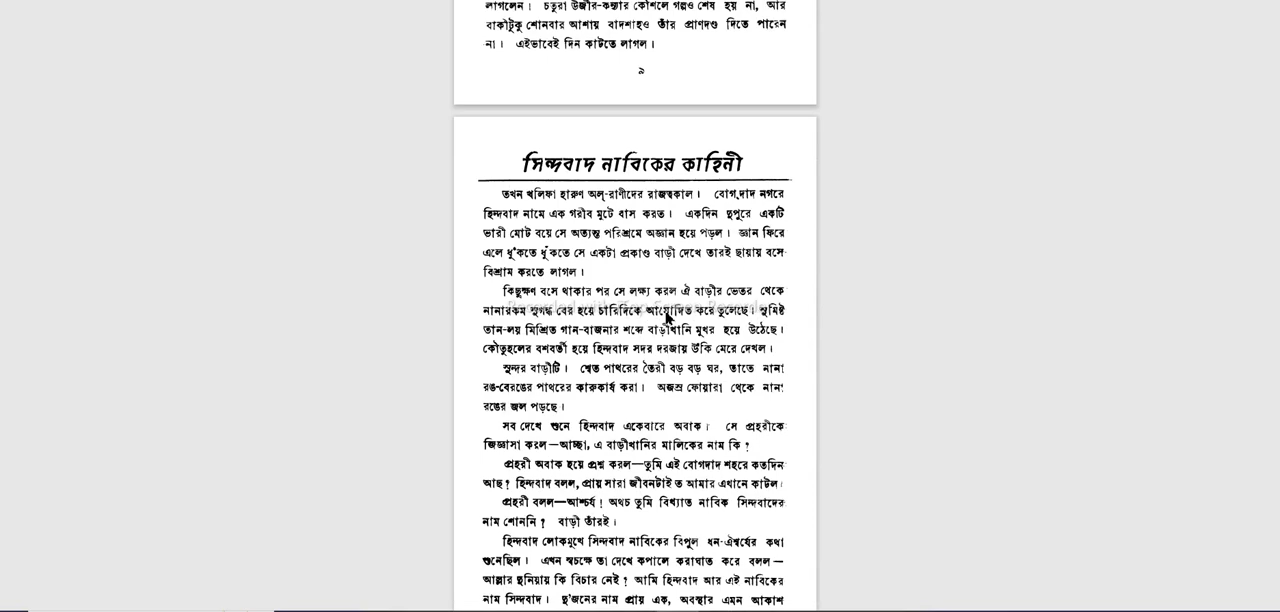 লাগলেন। চতুরা উজীর-কন্যার কৌশলে গল্পও শেষ হয় না, আর
বাকীটুকু শোনবার আশায় বাদশাহও তাঁর প্রাণদণ্ড দিতে পারেন
না। এইভাবেই দিন কাটতে লাগল।
৯
সিন্দবাদ নাবিকের কাহিনী
তখন খলিফা হারুণ অল্-রাশীদের রাজত্বকাল। বোগ্দাদ নগরে
হিন্দবাদ নামে এক গরীব মুটে বাস করত। একদিন দুপুরে একটি
ভারী মোট বয়ে সে অত্যন্ত পরিশ্রমে অজ্ঞান হয়ে পড়ল। জ্ঞান ফিরে
এলে ধুঁকতে ধুঁকতে সে একটা প্রকাণ্ড বাড়ী দেখে তারই ছায়ায় বসে
বিশ্রাম করতে লাগল।
কিছুক্ষণ বসে থাকার পর সে লক্ষ্য করল ঐ বাড়ীর ভেতর থেকে
নানারকম সুগন্ধ বের হয়ে চারিদিকে আমোদিত করে তুলেছে। সুমিষ্ট
তান-লয় মিশ্রিত গান-বাজনার শব্দে বাড়ীখানি মুখর হয়ে উঠেছে।
কৌতুহলের বশবর্তী হয়ে হিন্দবাদ সদর দরজায় উঁকি মেরে দেখল।
সুন্দর বাড়ীটি। শ্বেত পাথরের তৈরী বড় বড় ঘর, তাতে নানা
রঙ-বেরঙের পাথরের কারুকার্য করা। অজস্র ফোয়ারা থেকে নানা
রঙের জল পড়ছে।
সব দেখে শুনে হিন্দবাদ একেবারে অবাক। সে প্রহরীকে
জিজ্ঞাসা করল—আচ্ছা, এ বাড়ীখানির মালিকের নাম কি?
প্রহরী অবাক হয়ে প্রশ্ন করল—তুমি এই বোগদাদ শহরে কতদিন
আছ? হিন্দবাদ বলল, প্রায় সারা জীবনটাই ত আমার এখানে কাটল।
প্রহরী বলল—আশ্চর্য! অথচ তুমি বিখ্যাত নাবিক সিন্দবাদের
নাম শোননি? বাড়ী তাঁরই।
হিন্দবাদ লোকমুখে সিন্দবাদ নাবিকের বিপুল ধন-ঐশ্বর্যের কথা
শুনেছিল। এখন স্বচক্ষে তা দেখে কপালে করাঘাত করে বলল—
আল্লার দুনিয়ায় কি বিচার নেই? আমি হিন্দবাদ আর এই নাবিকের
নাম সিন্দবাদ। দু'জনের নাম প্রায় এক, অবস্থার এমন আকাশ